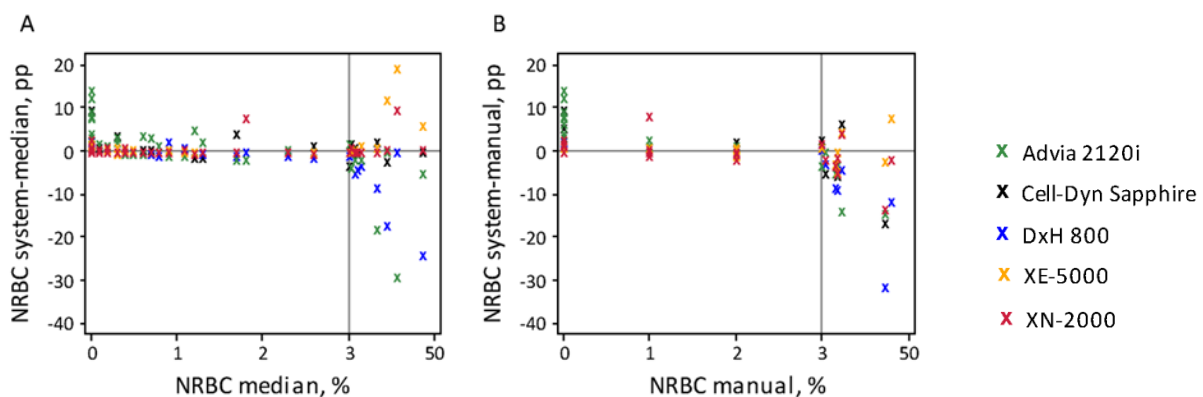 A
B
NRBC system-median, pp
20
10
0
-10
-20
-30
-40
0 1 2 3 50
NRBC median, %
NRBC system-manual, pp
20
10
0
-10
-20
-30
-40
0 1 2 3 50
NRBC manual, %
X Advia 2120i
X Cell-Dyn Sapphire
X DxH 800
X XE-5000
X XN-2000